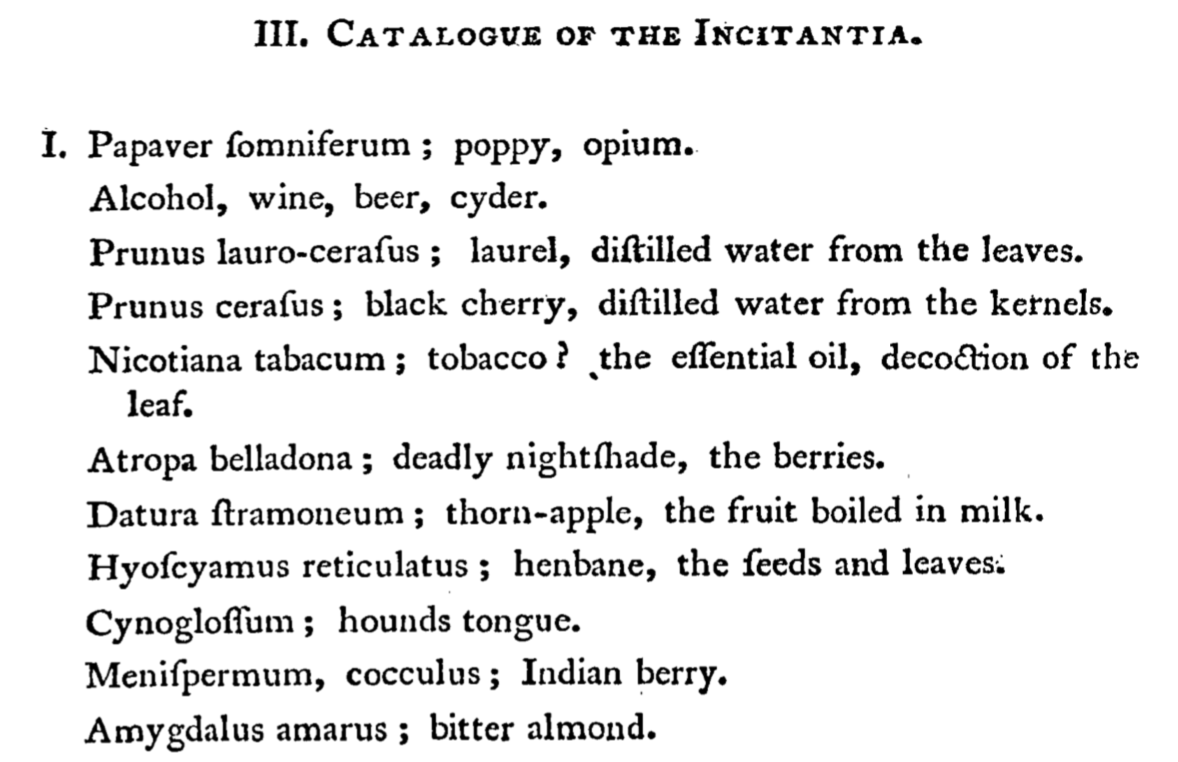 III. CATALOGUE OF THE INCITANTIA.
I. Papaver ſomniferum ; poppy, opium.
Alcohol, wine, beer, cyder.
Prunus lauro-ceraſus ; laurel, diſtilled water from the leaves.
Prunus ceraſus ; black cherry, diſtilled water from the kernels.
Nicotiana tabacum ; tobacco ? the eſſential oil, decoction of the
leaf.
Atropa belladona ; deadly nightſhade, the berries.
Datura ſtramoneum ; thorn-apple, the fruit boiled in milk.
Hyoſcyamus reticulatus ; henbane, the ſeeds and leaves.
Cynogloſſum ; hounds tongue.
Meniſpermum, cocculus ; Indian berry.
Amygdalus amarus ; bitter almond.